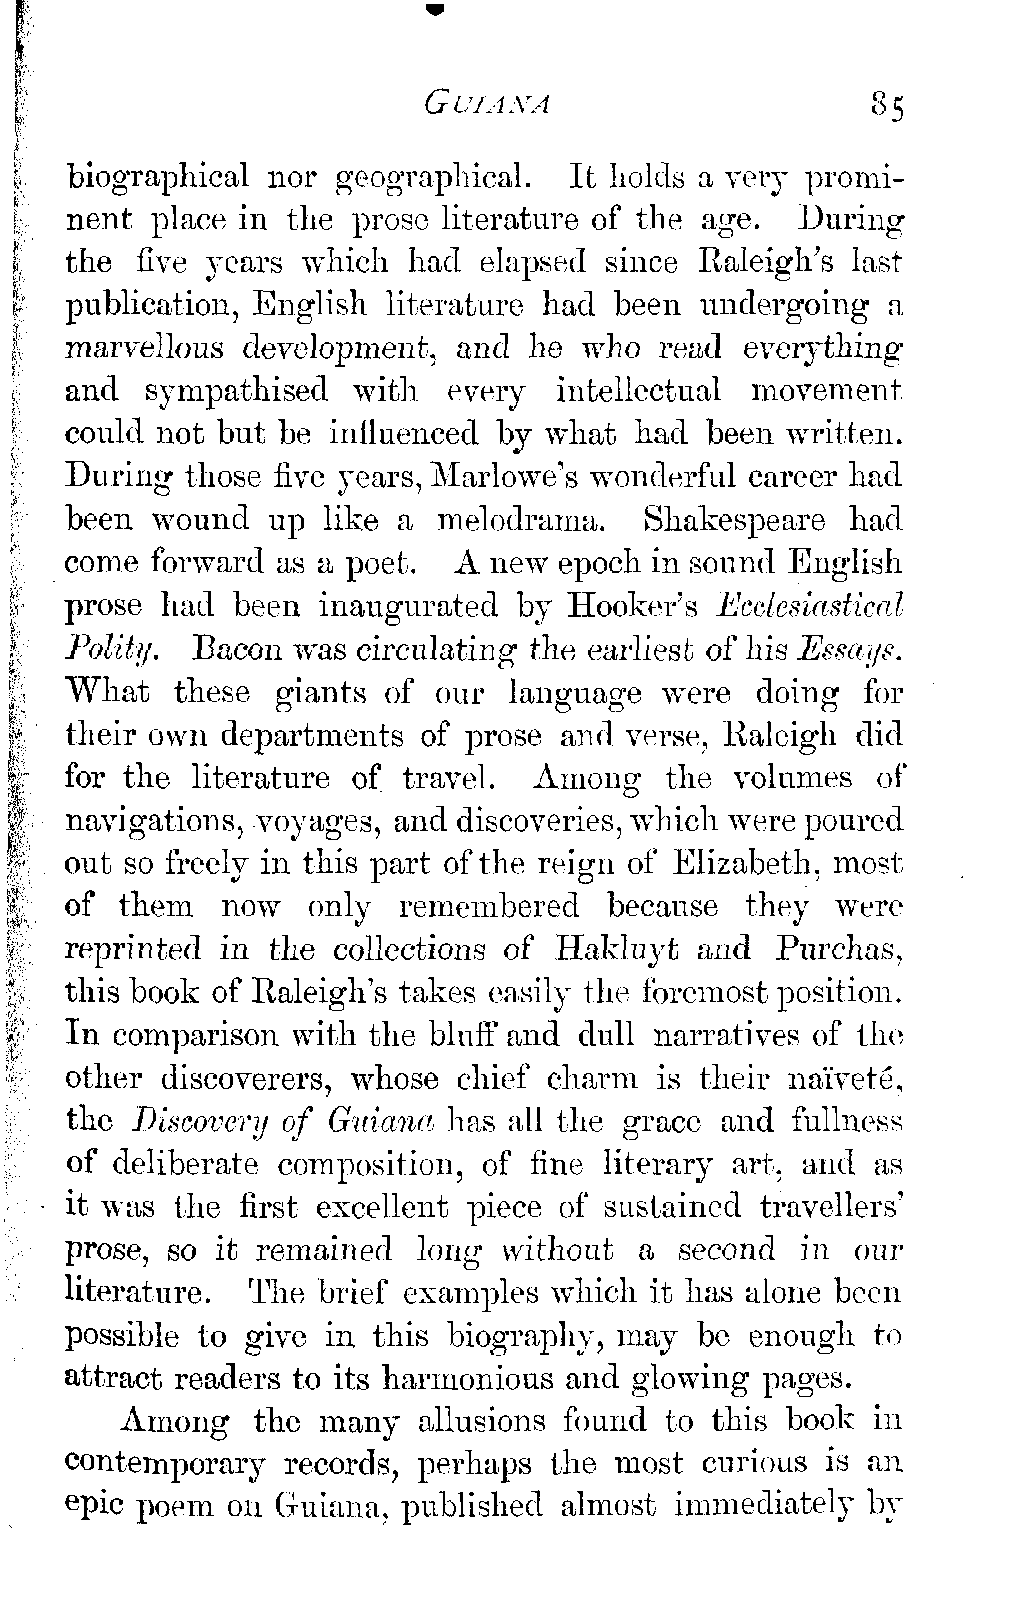 GUIANA 85
biographical nor geographical. It holds a very promi-
nent place in the prose literature of the age. During
the five years which had elapsed since Raleigh's last
publication, English literature had been undergoing a
marvellous development, and he who read everything
and sympathised with every intellectual movement
could not but be influenced by what had been written.
During those five years, Marlowe's wonderful career had
been wound up like a melodrama. Shakespeare had
come forward as a poet. A new epoch in sound English
prose had been inaugurated by Hooker's Ecclesiastical
Polity. Bacon was circulating the earliest of his Essays.
What these giants of our language were doing for
their own departments of prose and verse, Raleigh did
for the literature of travel. Among the volumes of
navigations, voyages, and discoveries, which were poured
out so freely in this part of the reign of Elizabeth, most
of them now only remembered because they were
reprinted in the collections of Hakluyt and Purchas,
this book of Raleigh's takes easily the foremost position.
In comparison with the bluff and dull narratives of the
other discoverers, whose chief charm is their naïveté,
the Discovery of Guiana has all the grace and fullness
of deliberate composition, of fine literary art, and as
it was the first excellent piece of sustained travellers'
prose, so it remained long without a second in our
literature. The brief examples which it has alone been
possible to give in this biography, may be enough to
attract readers to its harmonious and glowing pages.
Among the many allusions found to this book in
contemporary records, perhaps the most curious is an
epic poem on Guiana, published almost immediately by